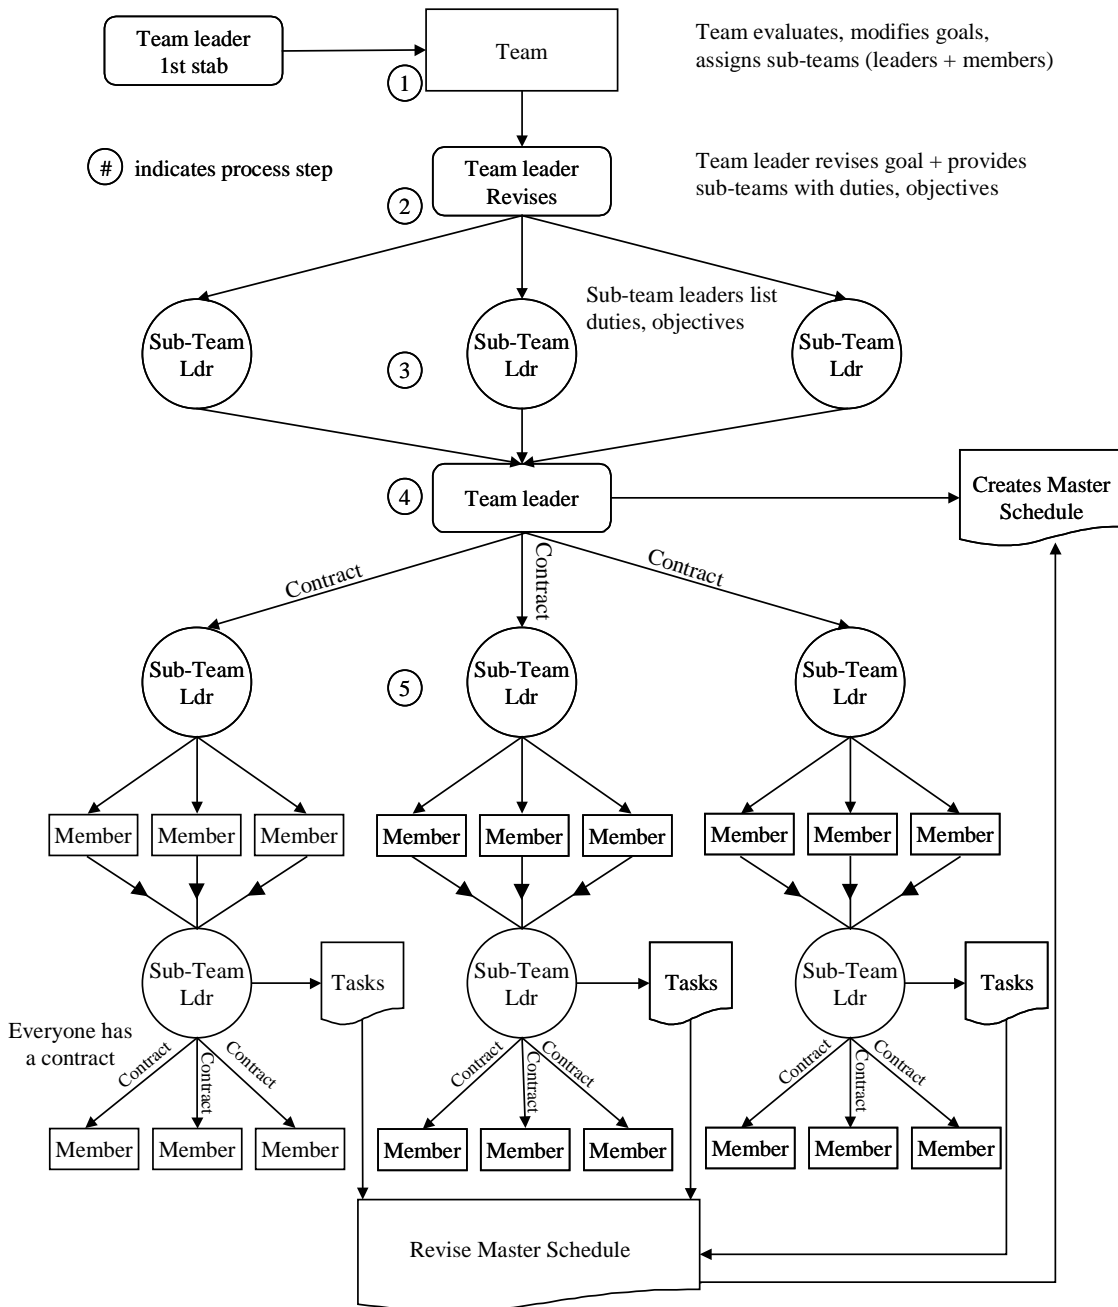 Team leader
1st stab
Team
1
Team evaluates, modifies goals,
assigns sub-teams (leaders + members)
# indicates process step
Team leader
Revises
2
Team leader revises goal + provides
sub-teams with duties, objectives
Sub-team leaders list
duties, objectives
Sub-Team
Ldr
3
Sub-Team
Ldr
Sub-Team
Ldr
4
Team leader
Creates Master
Schedule
Contract
Contract
Contract
Sub-Team
Ldr
5
Sub-Team
Ldr
Sub-Team
Ldr
Member
Member
Member
Member
Member
Member
Member
Member
Member
Sub-Team
Ldr
Tasks
Sub-Team
Ldr
Tasks
Sub-Team
Ldr
Tasks
Everyone has
a contract
Contract
Contract
Contract
Contract
Contract
Contract
Contract
Contract
Contract
Member
Member
Member
Member
Member
Member
Member
Member
Member
Revise Master Schedule